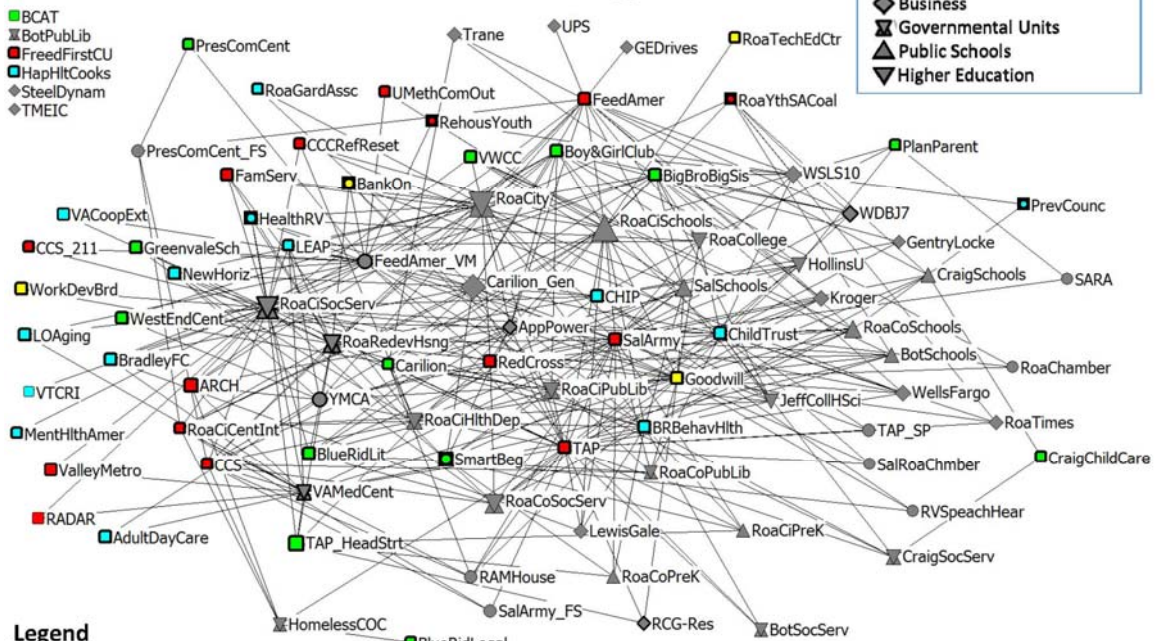 BCAT
BotPubLib
FreedFirstCU
HapHltCooks
SteelDynam
TMEIC
Business
Governmental Units
Public Schools
Higher Education
UPS
Trane
GEDrives
RoaTechEdCtr
PresComCent
RoaGardAssc
UMethComOut
FeedAmer
RoaYthSACoal
RehousYouth
CCCRefReset
PresComCent_FS
VWCC
Boy&GirlClub
PlanParent
FamServ
BankOn
BigBroBigSis
WSLS10
RoaCity
VACoopExt
HealthRV
RoaCiSchools
WDBJ7
PrevCounc
CCS_211
GreenvaleSch
LEAP
RoaCollege
GentryLocke
FeedAmer_VM
HollinsU
NewHoriz
CraigSchools
SARA
WorkDevBrd
Carilion_Gen
SalSchools
CHIP
Kroger
RoaCiSocServ
WestEndCent
AppPower
RoaCoSchools
LOAging
RoaRedevHsng
SalArmy
ChildTrust
BradleyFC
Carilion
RedCross
BotSchools
RoaChamber
Goodwill
ARCH
RoaCiPubLib
VTCRI
YMCA
JeffCollHSci
WellsFargo
RoaCiHlthDep
RoaTimes
MentHlthAmer
RoaCiCentInt
BRBehavHlth
TAP_SP
TAP
BlueRidLit
SmartBeg
CraigChildCare
ValleyMetro
CCS
RoaCoPubLib
SalRoaChmber
VAMedCent
RoaCoSocServ
RVSpeachHear
RADAR
AdultDayCare
TAP_HeadStrt
LewisGale
RoaCiPreK
CraigSocServ
RAMHouse
RoaCoPreK
SalArmy_FS
HomelessCOC
RCG-Res
BotSocServ
Legend